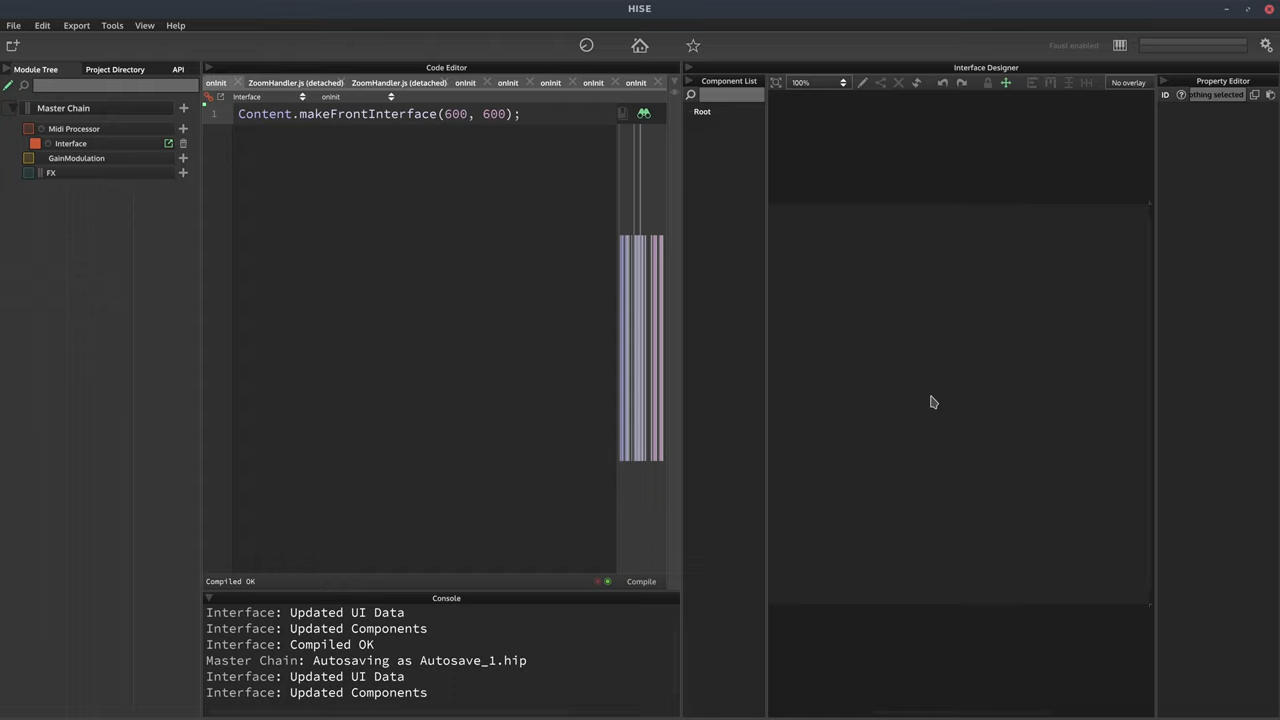 HISE
File Edit Export Tools View Help
Faust enabled
Module Tree Project Directory API
Master Chain
Midi Processor
Interface
GainModulation
FX
Code Editor
onInit ZoomHandler.js (detached) ZoomHandler.js (detached) onInit onInit onInit onInit onInit
Interface onInit
1 Content.makeFrontInterface(600, 600);
Compiled OK Compile
Console
Interface: Updated UI Data
Interface: Updated Components
Interface: Compiled OK
Master Chain: Autosaving as Autosave_1.hip
Interface: Updated UI Data
Interface: Updated Components
Interface Designer
Component List 100% No overlay Property Editor
ID othing selected
Root